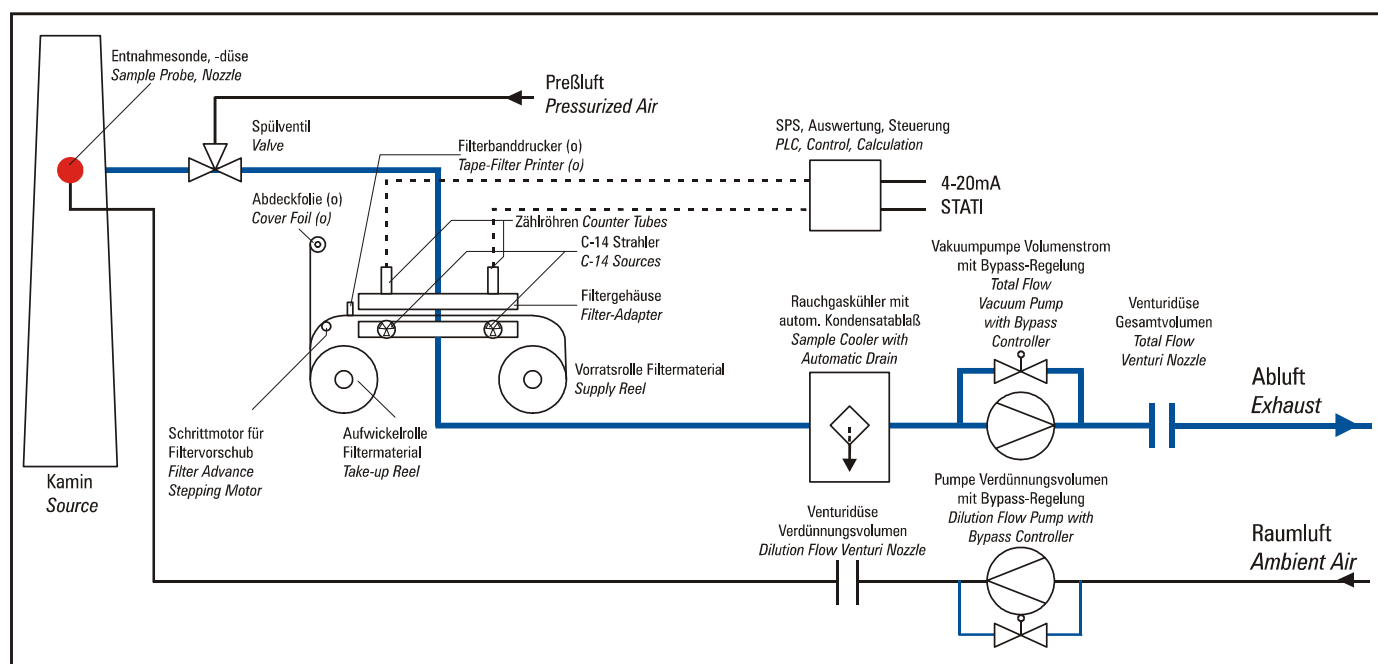 Entnahmesonde, -düse
Sample Probe, Nozzle
Preßluft
Pressurized Air
Spülventil
Valve
Filterbanddrucker (o)
Tape-Filter Printer (o)
SPS, Auswertung, Steuerung
PLC, Control, Calculation
4-20mA
STATI
Abdeckfolie (o)
Cover Foil (o)
Zählröhren Counter Tubes
C-14 Strahler
C-14 Sources
Filtergehäuse
Filter-Adapter
Vorratsrolle Filtermaterial
Supply Reel
Rauchgaskühler mit
autom. Kondensatablaß
Sample Cooler with
Automatic Drain
Vakuumpumpe Volumenstrom
mit Bypass-Regelung
Total Flow
Vacuum Pump
with Bypass
Controller
Venturidüse
Gesamtvolumen
Total Flow
Venturi Nozzle
Abluft
Exhaust
Schrittmotor für
Filtervorschub
Filter Advance
Stepping Motor
Aufwickelrolle
Filtermaterial
Take-up Reel
Kamin
Source
Venturidüse
Verdünnungsvolumen
Dilution Flow Venturi Nozzle
Pumpe Verdünnungsvolumen
mit Bypass-Regelung
Dilution Flow Pump with
Bypass Controller
Raumluft
Ambient Air